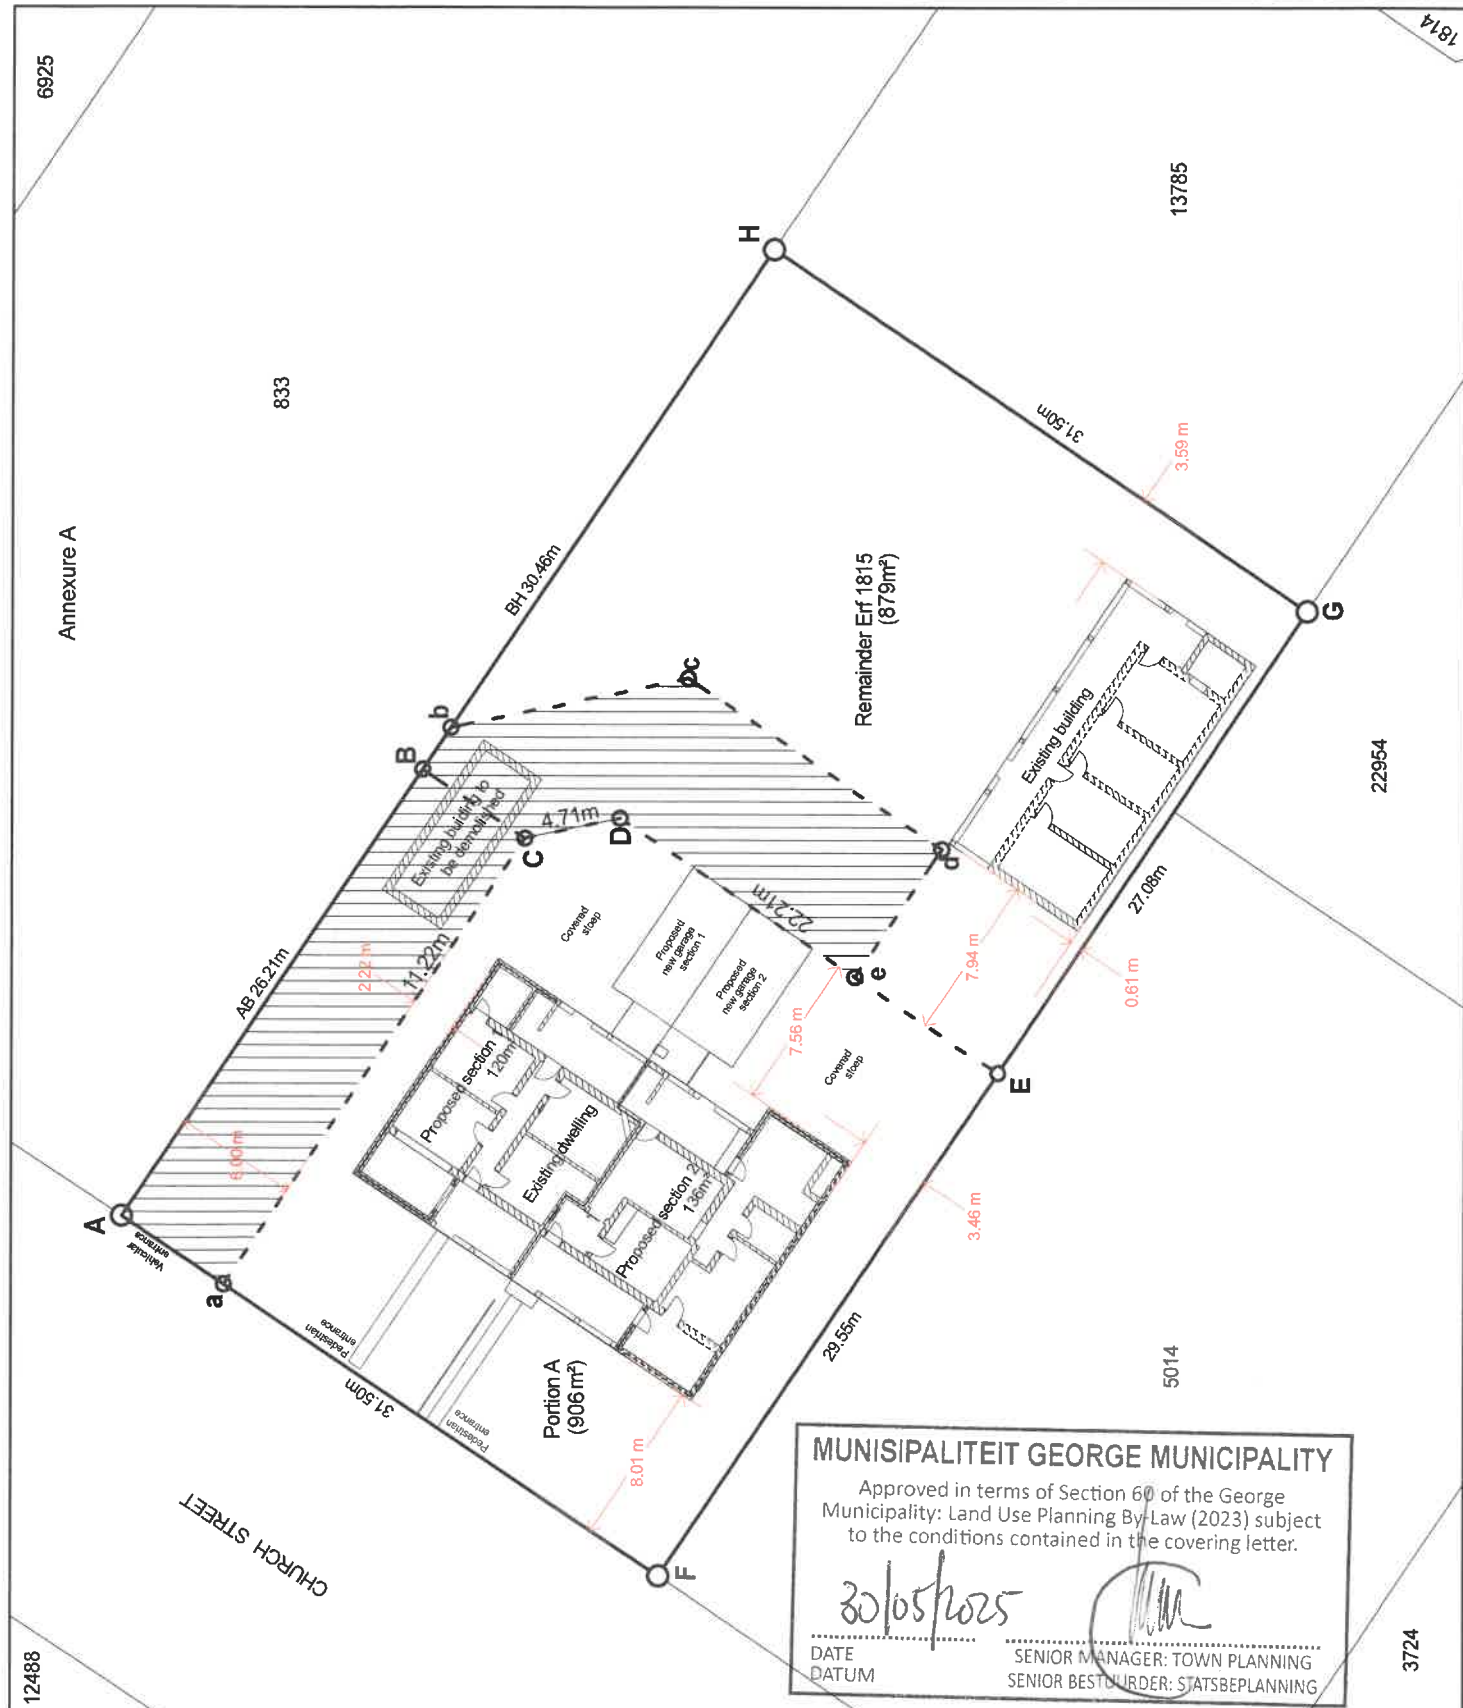 6925
1814
Annexure A
833
13785
H
BH 30.46m
31.50m
3.59 m
Remainder Erf 1815
(879m²)
G
Existing building
22954
27.08m
0.61 m
7.94 m
B
b
c
C
D
d
e
E
4.71m
22.21m
11.22m
2.22 m
AB 26.21m
Existing building to
be demolished
Covered
stoep
Proposed
new garage
section 1
Proposed
new garage
section 2
7.56 m
Covered
stoep
A
Vehicular
entrance
a
6.00 m
Proposed section 1
120m²
Existing dwelling
Proposed section 2
136m²
3.46 m
29.55m
5014
Pedestrian
entrance
Pedestrian
entrance
31.50m
Portion A
(906m²)
8.01 m
F
CHURCH STREET
12488
3724
MUNISIPALITEIT GEORGE MUNICIPALITY
Approved in terms of Section 60 of the George
Municipality: Land Use Planning By-Law (2023) subject
to the conditions contained in the covering letter.
30/05/2025
DATE
DATUM
SENIOR MANAGER: TOWN PLANNING
SENIOR BESTUURDER: STATSBEPLANNING